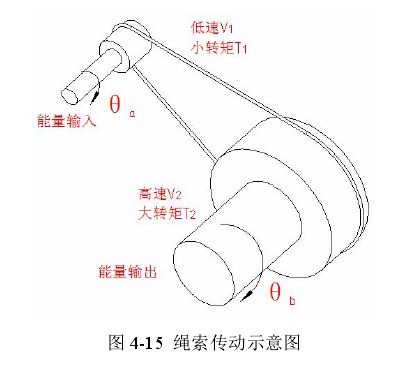 低速V1
小转矩T1
θa
能量输入
高速V2
大转矩T2
能量输出
θb
图 4-15 绳索传动示意图